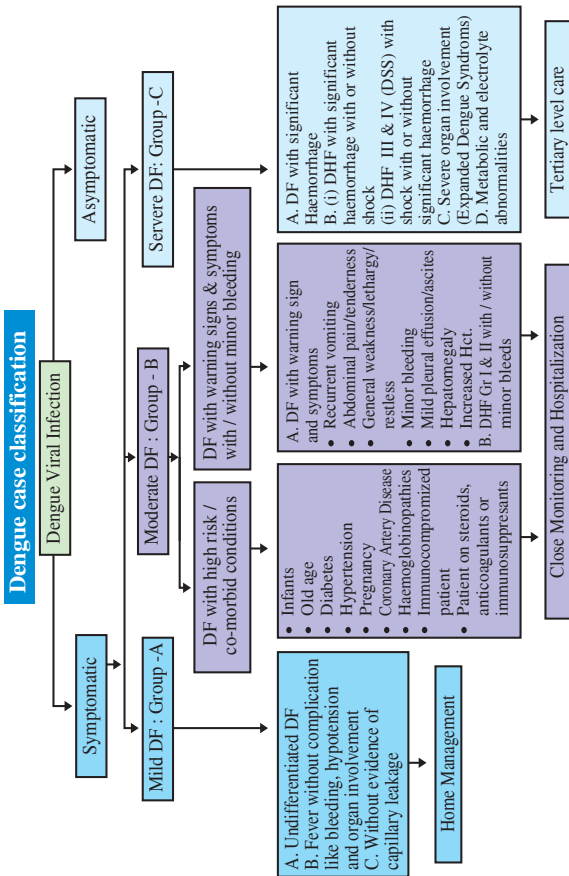 Dengue case classification
Dengue Viral Infection
Symptomatic
Asymptomatic
Mild DF : Group -A
Moderate DF : Group - B
Servere DF: Group -C
DF with high risk /
co-morbid conditions
DF with warning signs & symptoms
with / without minor bleeding
A. Undifferentiated DF
B. Fever without complication
like bleeding, hypotension
and organ involvement
C. Without evidence of
capillary leakage
• Infants
• Old age
• Diabetes
• Hypertension
• Pregnancy
• Coronary Artery Disease
• Haemoglobinopathies
• Immunocompromized
patient
• Patient on steroids,
anticoagulants or
immunosuppresants
A. DF with warning sign
and symptoms
• Recurrent vomiting
• Abdominal pain/tenderness
• General weakness/lethargy/
restless
• Minor bleeding
• Mild pleural effusion/ascites
• Hepatomegaly
• Increased Hct.
B. DHF Gr I & II with / without
minor bleeds
A. DF with significant
Haemorrhage
B. (i) DHF with significant
haemorrhage with or without
shock
(ii) DHF III & IV (DSS) with
shock with or without
significant haemorrhage
C. Severe organ involvement
(Expanded Dengue Syndroms)
D. Metabolic and electrolyte
abnormalities
Home Management
Close Monitoring and Hospitalization
Tertiary level care